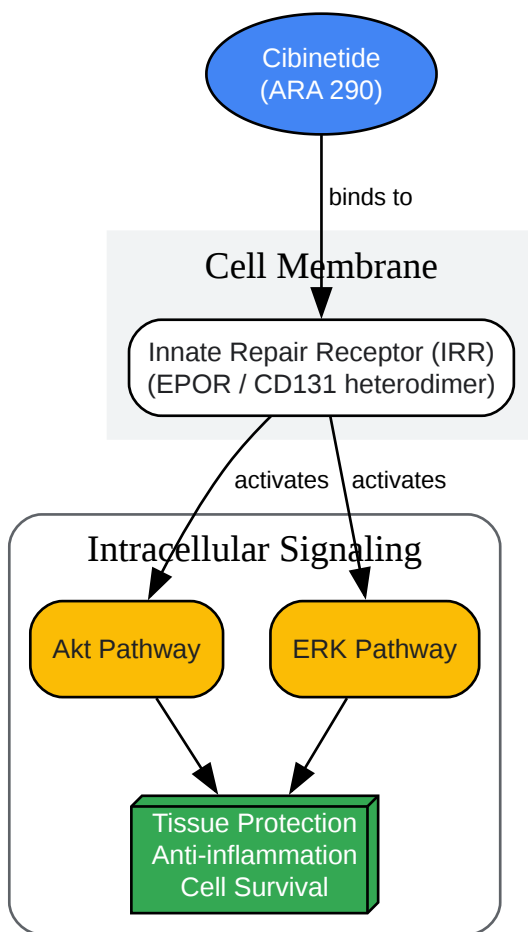 Cibinetide
(ARA 290)
binds to
Cell Membrane
Innate Repair Receptor (IRR)
(EPOR / CD131 heterodimer)
activates
activates
Intracellular Signaling
Akt Pathway
ERK Pathway
Tissue Protection
Anti-inflammation
Cell Survival